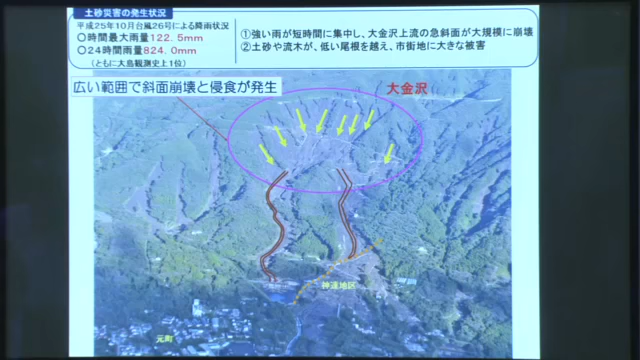 土砂災害の発生状況
平成25年10月台風26号による降雨状況
〇時間最大雨量122.5mm
〇24時間雨量824.0mm
(ともに大島観測史上1位)
①強い雨が短時間に集中し、大金沢上流の急斜面が大規模に崩壊
②土砂や流木が、低い尾根を越え、市街地に大きな被害
広い範囲で斜面崩壊と侵食が発生
大金沢
神達地区
元町